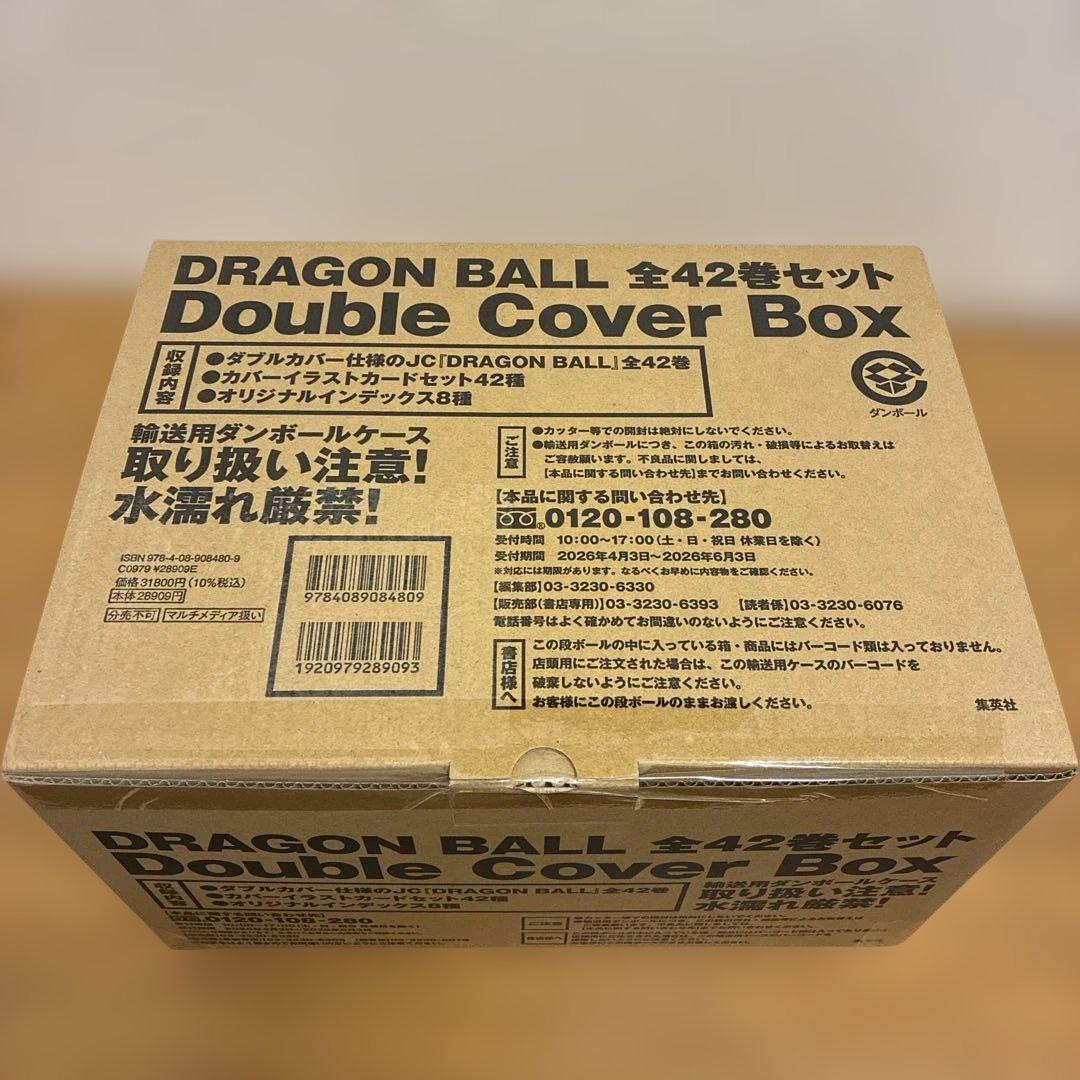 DRAGON BALL 全42巻セット
Double Cover Box
収録内容
●ダブルカバー仕様のJC『DRAGON BALL』全42巻
●カバーイラストカードセット42種
●オリジナルインデックス8種
ダンボール
輸送用ダンボールケース
取り扱い注意!
水濡れ厳禁!
ご注意
●カッター等での開封は絶対にしないでください。
●輸送用ダンボールにつき、この箱の汚れ・破損等によるお取替えは
ご容赦願います。不良品に関しましては、
【本品に関する問い合わせ先】までお問い合わせください。
【本品に関する問い合わせ先】
0120-108-280
受付時間 10:00〜17:00(土・日・祝日 休業日を除く)
受付期間 2026年4月3日〜2026年6月3日
※対応には期限があります。なるべくお早めに内容物をご確認ください。
【編集部】03-3230-6330
【販売部(書店専用)】03-3230-6393 【読者係】03-3230-6076
電話番号はよく確かめてお間違いのないようにご注意ください。
ISBN 978-4-08-908480-9
C0979 ¥28909E
価格 31800円(10%税込)
本体 28909円
分売不可 マルチメディア扱い
9784089084809
1920979289093
書店様へ
この段ボールの中に入っている箱・商品にはバーコード類は入っておりません。
店頭用にご注文された場合は、この輸送用ケースのバーコードを
破棄しないようにご注意ください。
お客様にこの段ボールのままお渡しください。
集英社
DRAGON BALL 全42巻セット
Double Cover Box
収録内容
●ダブルカバー仕様のJC『DRAGON BALL』全42巻
●カバーイラストカードセット42種
●オリジナルインデックス8種
輸送用ダンボールケース
取り扱い注意!
水濡れ厳禁!
【本品に関する問い合わせ先】
0120-108-280
ご注意
書店様へ